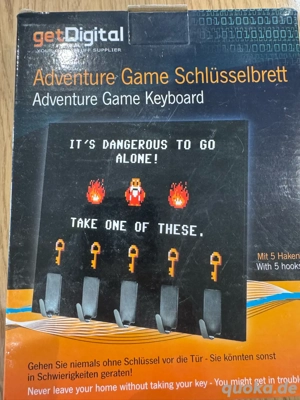 getDigital
Adventure Game Schlüsselbrett
Adventure Game Keyboard
IT'S DANGEROUS TO GO
ALONE!
TAKE ONE OF THESE.
Mit 5 Haken
With 5 hooks
Gehen Sie niemals ohne Schlüssel vor die Tür - Sie könnten sonst
in Schwierigkeiten geraten!
Never leave your home without taking your key - You might get in trouble
quoka.de